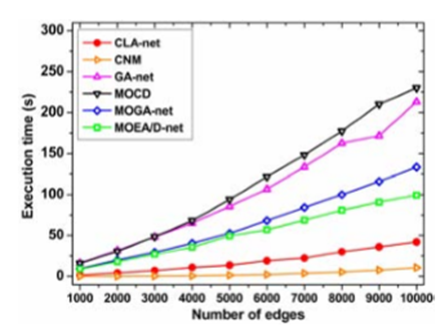 300
250
200
150
100
50
0
Execution time (s)
CLA-net
CNM
GA-net
MOCD
MOGA-net
MOEA/D-net
1000 2000 3000 4000 5000 6000 7000 8000 9000 10000
Number of edges